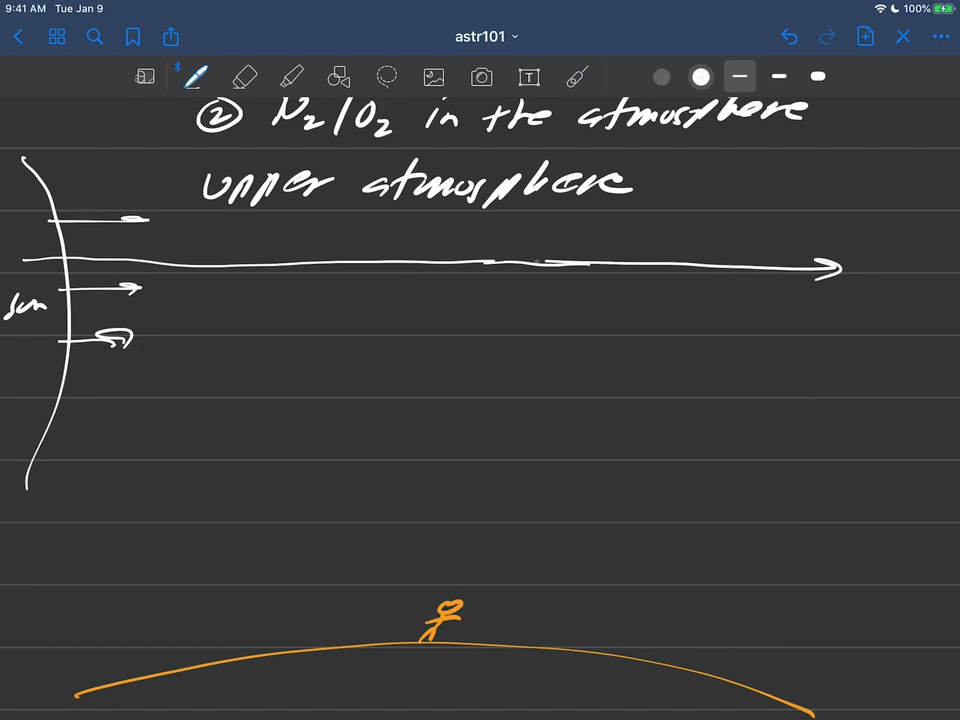 9:41 AM Tue Jan 9 100%
astr101
T
② N2/O2 in the atmosphere
upper atmosphere
sun